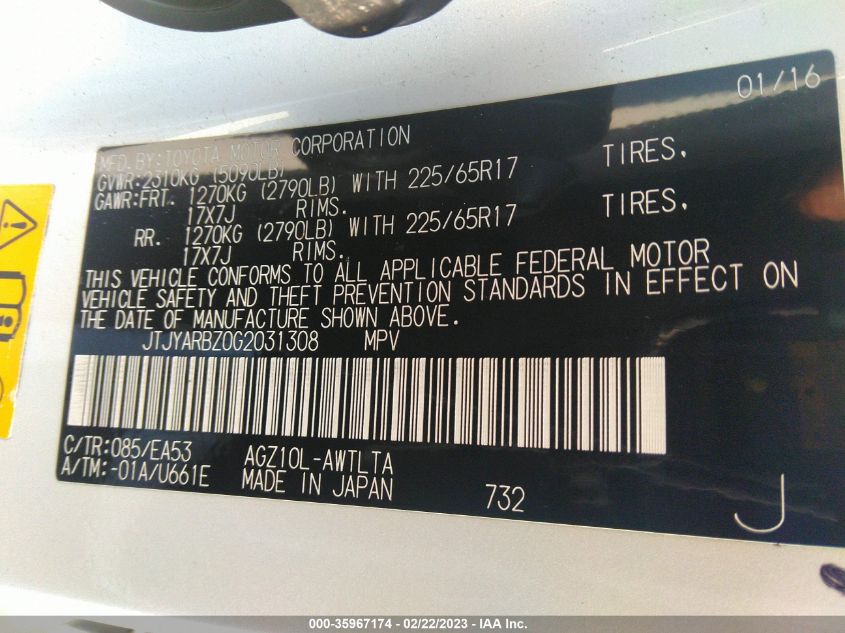 01/16
MFD.BY:TOYOTA MOTOR CORPORATION
GVWR:2310KG (5090LB)
GAWR:FRT. 1270KG (2790LB) WITH 225/65R17 TIRES,
17X7J RIMS.
RR. 1270KG (2790LB) WITH 225/65R17 TIRES,
17X7J RIMS.
THIS VEHICLE CONFORMS TO ALL APPLICABLE FEDERAL MOTOR
VEHICLE SAFETY AND THEFT PREVENTION STANDARDS IN EFFECT ON
THE DATE OF MANUFACTURE SHOWN ABOVE.
JTJYARBZ0G2031308 MPV
C/TR:085/EA53 AGZ10L-AWTLTA
A/TM:-01A/U661E MADE IN JAPAN 732
J
000-35967174 - 02/22/2023 - IAA Inc.